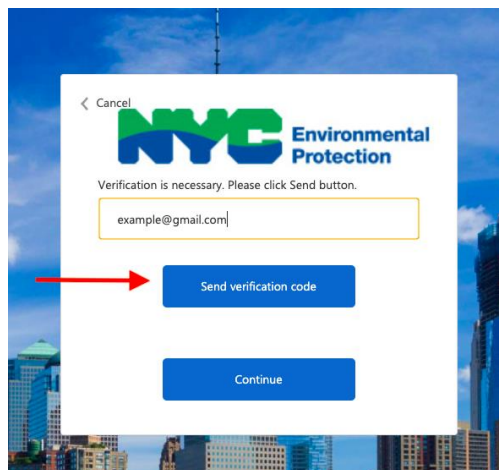 Cancel
NYC
Environmental
Protection
Verification is necessary. Please click Send button.
example@gmail.com
Send verification code
Continue